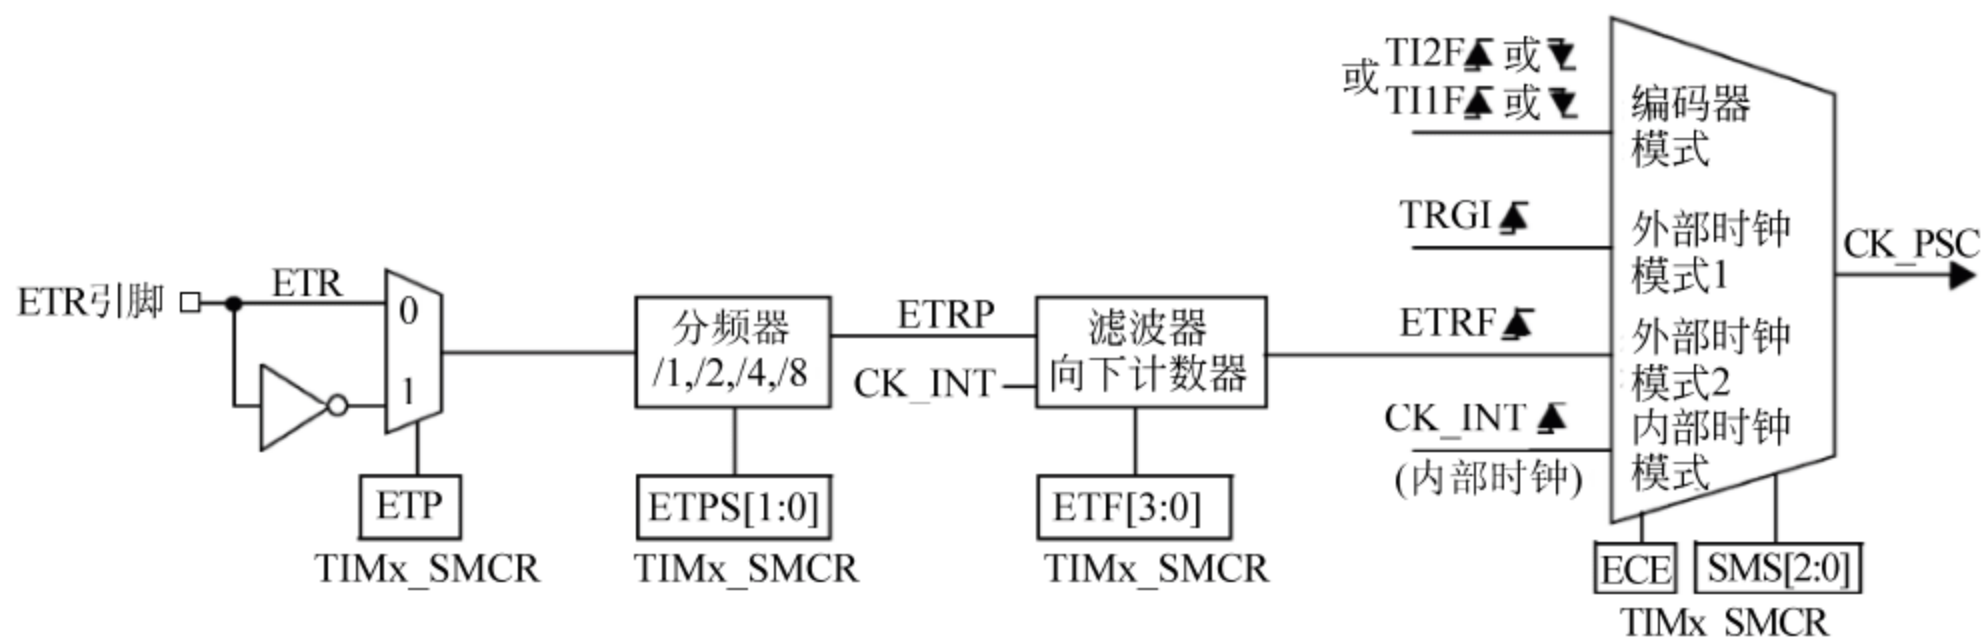 或
TI2F 或
TI1F 或
编码器
模式
TRGI
外部时钟
模式1
CK_PSC
ETR引脚
ETR
0
1
分频器
/1,/2,/4,/8
ETRP
CK_INT
滤波器
向下计数器
ETRF
外部时钟
模式2
CK_INT
(内部时钟)
内部时钟
模式
ETP
TIMx_SMCR
ETPS[1:0]
TIMx_SMCR
ETF[3:0]
TIMx_SMCR
ECE
SMS[2:0]
TIMx_SMCR